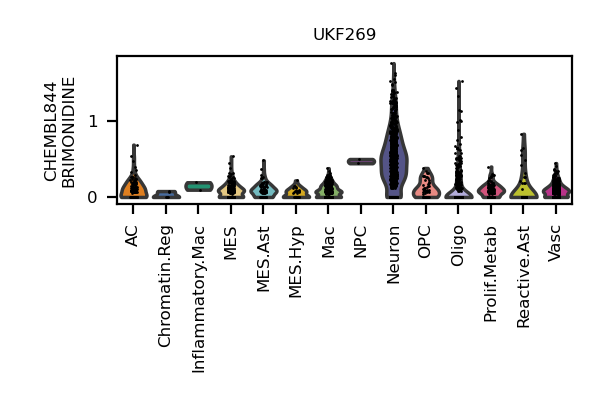 UKF269
CHEMBL844
BRIMONIDINE
1
0
AC
Chromatin.Reg
Inflammatory.Mac
MES
MES.Ast
MES.Hyp
Mac
NPC
Neuron
OPC
Oligo
Prolif.Metab
Reactive.Ast
Vasc